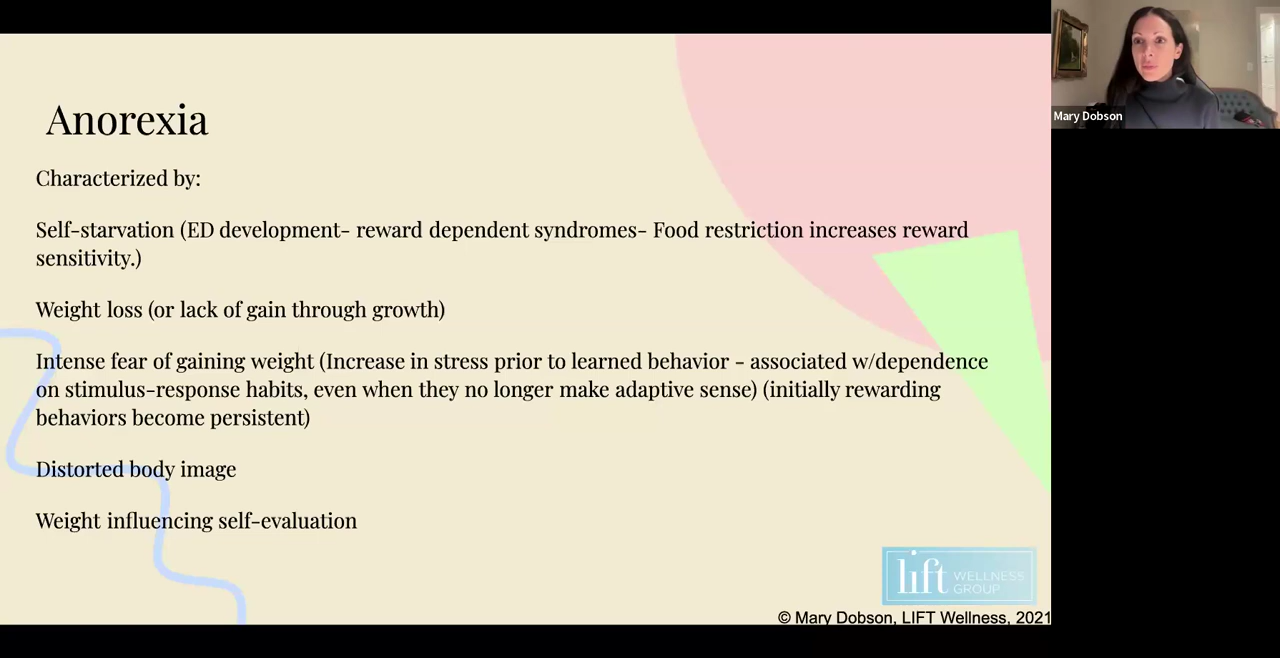 Mary Dobson
Anorexia
Characterized by:
Self-starvation (ED development- reward dependent syndromes- Food restriction increases reward
sensitivity.)
Weight loss (or lack of gain through growth)
Intense fear of gaining weight (Increase in stress prior to learned behavior - associated w/dependence
on stimulus-response habits, even when they no longer make adaptive sense) (initially rewarding
behaviors become persistent)
Distorted body image
Weight influencing self-evaluation
lift WELLNESS
GROUP
© Mary Dobson, LIFT Wellness, 2021